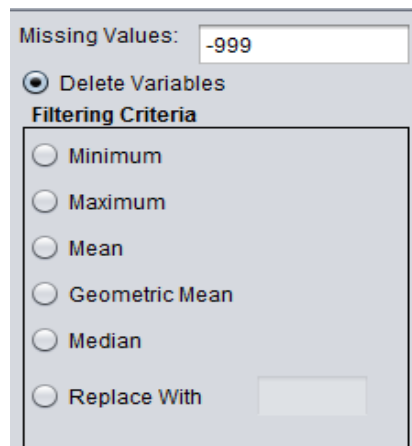 Missing Values: -999
Delete Variables
Filtering Criteria
Minimum
Maximum
Mean
Geometric Mean
Median
Replace With